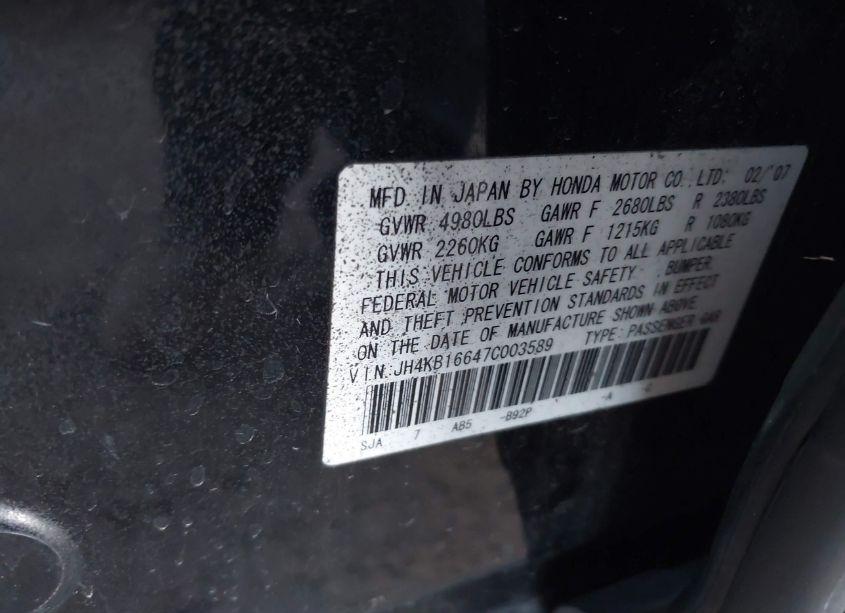 MFD IN JAPAN BY HONDA MOTOR CO.,LTD: 02/'07
GVWR 4980LBS GAWR F 2680LBS R 2380LBS
GVWR 2260KG GAWR F 1215KG R 1080KG
THIS VEHICLE CONFORMS TO ALL APPLICABLE
FEDERAL MOTOR VEHICLE SAFETY. BUMPER.
AND THEFT PREVENTION STANDARDS IN EFFECT
ON THE DATE OF MANUFACTURE SHOWN ABOVE.
VIN:JH4KB16647C003589 TYPE:PASSENGER CAR
SJA 7 AB5 -B92P -A C